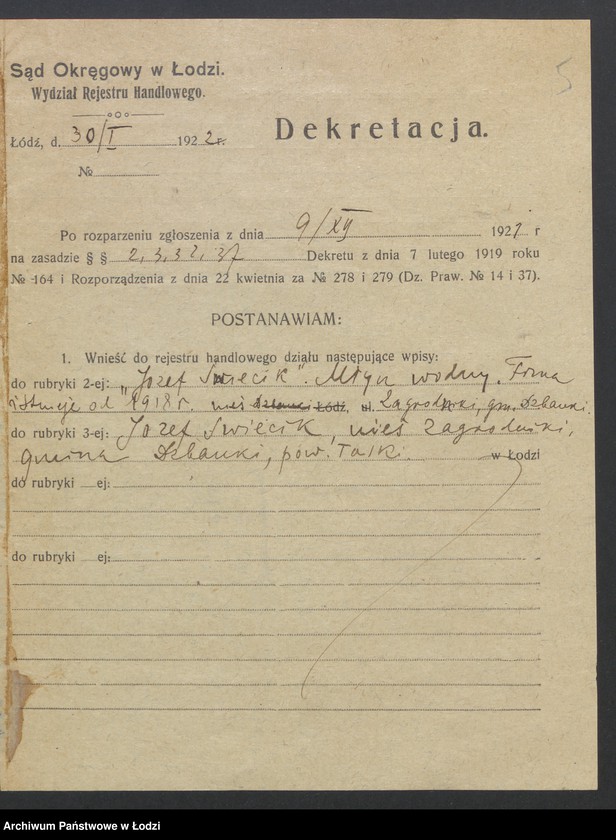 5
Sąd Okręgowy w Łodzi.
Wydział Rejestru Handlowego.
Łódź, d. 30/I 1922 r.
Dekretacja.
№
Po rozparzeniu zgłoszenia z dnia 9/XII 1921 r
na zasadzie § § 2, 3, 32, 37 Dekretu z dnia 7 lutego 1919 roku
№ 164 i Rozporządzenia z dnia 22 kwietnia za № 278 i 279 (Dz. Praw. № 14 i 37).
POSTANAWIAM:
1. Wnieść do rejestru handlowego działu następujące wpisy:
do rubryki 2-ej: „Józef Świecik". Młyn wodny. Firma
istnieje od 1918 r. wieś Łódź, ul. Zagrodniki, gm. Dzbanki.
do rubryki 3-ej: Józef Świecik, wieś Zagrodniki,
gmina Dzbanki, pow. Łaski. w Łodzi
do rubryki ej:
do rubryki ej:
Archiwum Państwowe w Łodzi